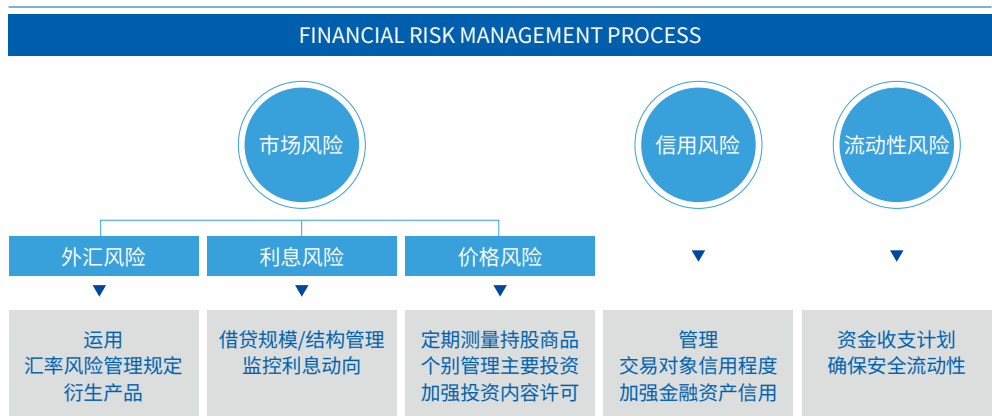 FINANCIAL RISK MANAGEMENT PROCESS
市场风险
信用风险
流动性风险
外汇风险
利息风险
价格风险
运用
汇率风险管理规定
衍生产品
借贷规模/结构管理
监控利息动向
定期测量持股商品
个别管理主要投资
加强投资内容许可
管理
交易对象信用程度
加强金融资产信用
资金收支计划
确保安全流动性